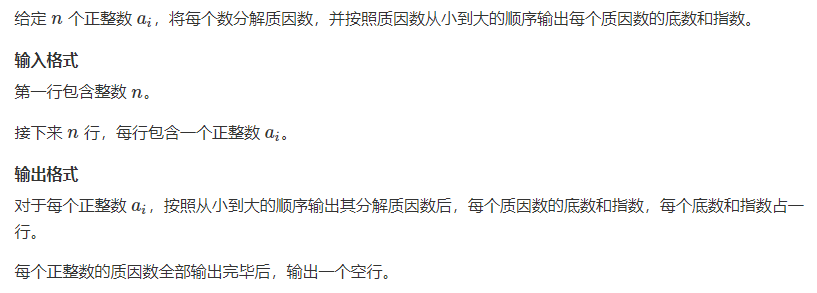 给定 n 个正整数 aᵢ，将每个数分解质因数，并按照质因数从小到大的顺序输出每个质因数的底数和指数。
输入格式
第一行包含整数 n。
接下来 n 行，每行包含一个正整数 aᵢ。
输出格式
对于每个正整数 aᵢ，按照从小到大的顺序输出其分解质因数后，每个质因数的底数和指数，每个底数和指数占一
行。
每个正整数的质因数全部输出完毕后，输出一个空行。